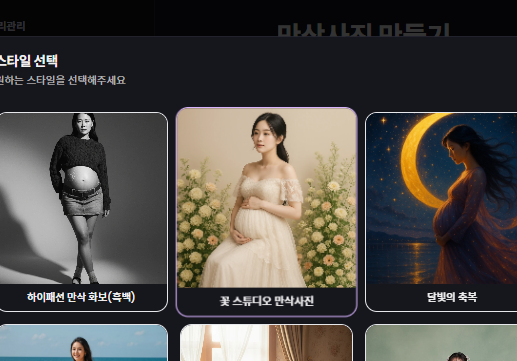 리관리
만삭사진 만들기
스타일 선택
원하는 스타일을 선택해주세요
하이패션 만삭 화보(흑백)
꽃 스튜디오 만삭사진
달빛의 축복